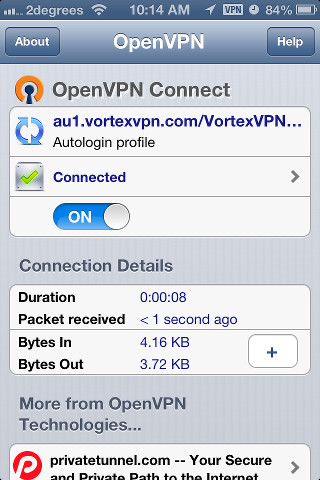 2degrees 10:14 AM VPN 84%
About OpenVPN Help
OpenVPN Connect
au1.vortexvpn.com/VortexVPN...
Autologin profile
Connected
ON
Connection Details
Duration 0:00:08
Packet received < 1 second ago
Bytes In 4.16 KB
Bytes Out 3.72 KB
+
More from OpenVPN
Technologies...
privatetunnel.com -- Your Secure
and Private Path to the Internet